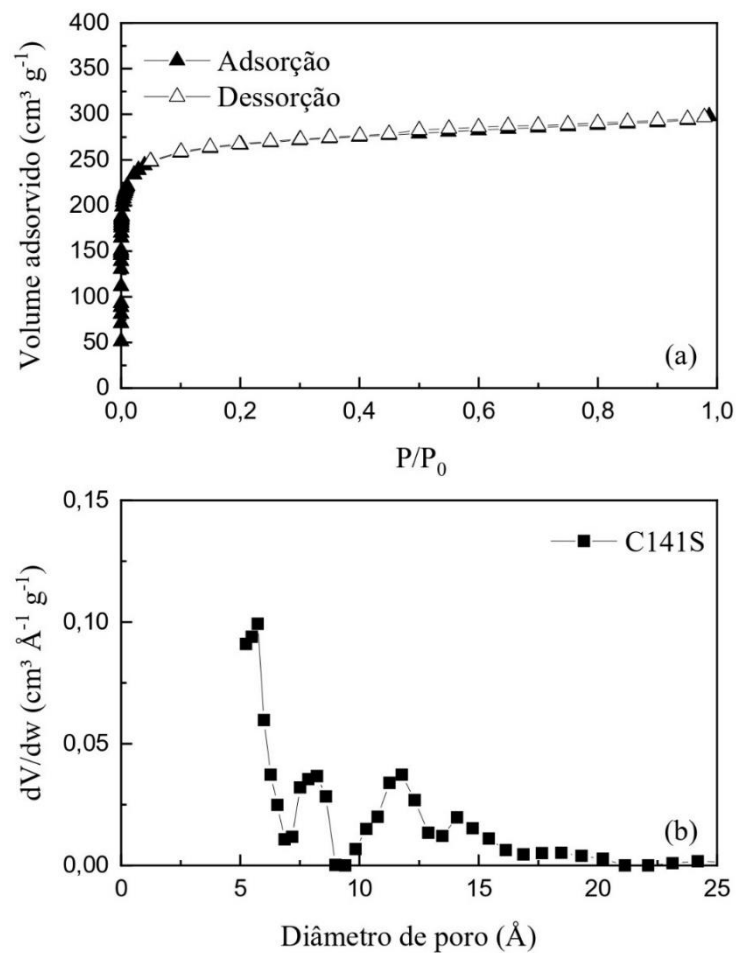 400
350
300
250
200
150
100
50
0
Volume adsorvido (cm³ g⁻¹)
Adsorção
Dessorção
(a)
0,0 0,2 0,4 0,6 0,8 1,0
P/P₀
0,15
0,10
0,05
0,00
dV/dw (cm³ Å⁻¹ g⁻¹)
C141S
(b)
0 5 10 15 20 25
Diâmetro de poro (Å)